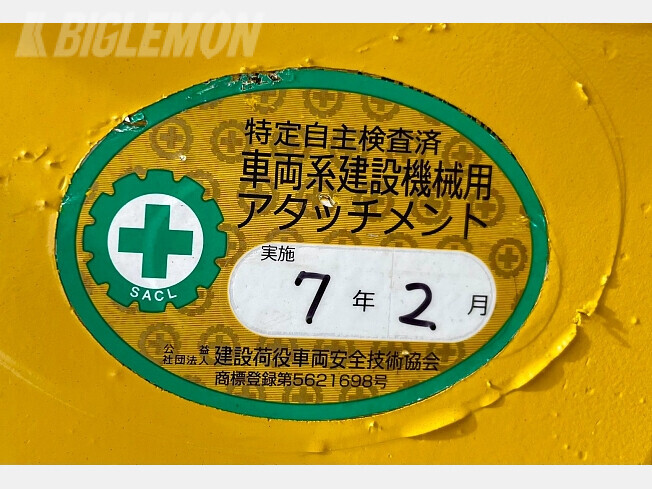 BIGLEMON
特定自主検査済
車両系建設機械用
アタッチメント
実施
7年2月
SACL
公益社団法人 建設荷役車両安全技術協会
商標登録第5621698号